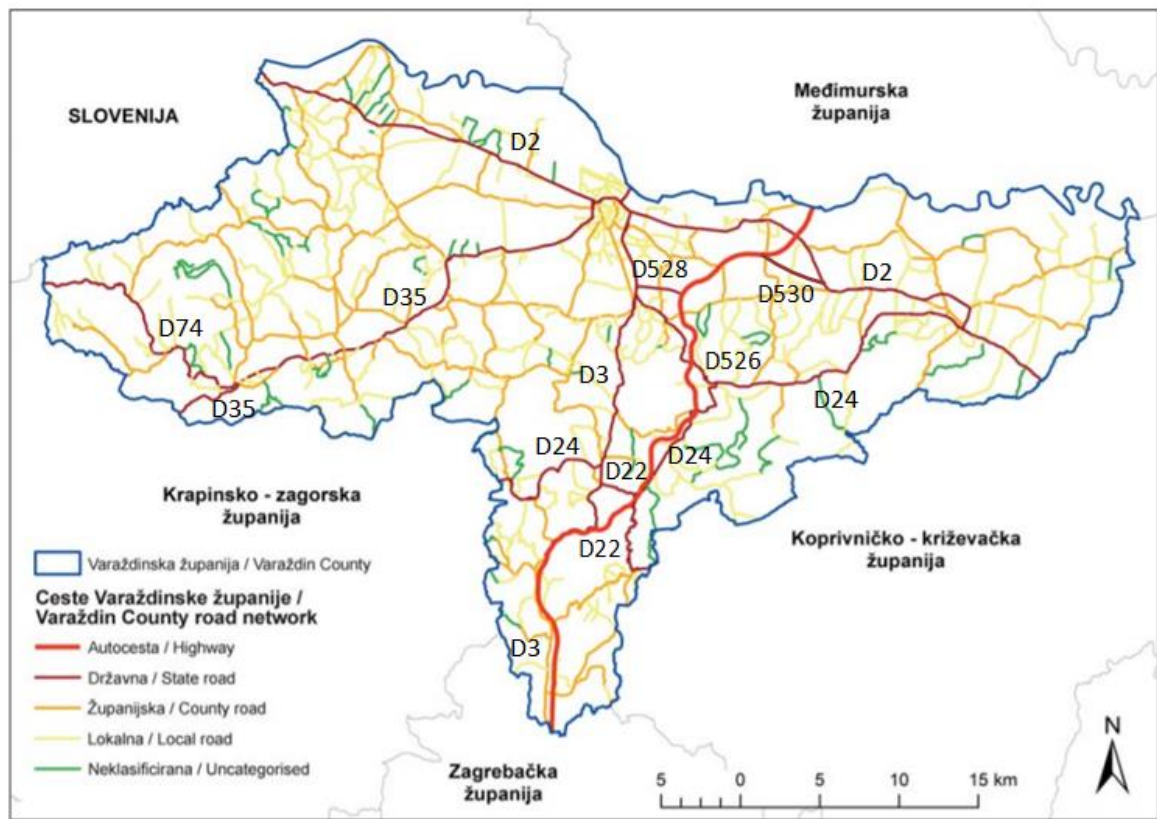 SLOVENIJA
Međimurska
županija
D2
D528
D2
D530
D35
D74
D526
D3
D35
D24
D24
D24
D22
Krapinsko - zagorska
županija
D22
Koprivničko - križevačka
županija
Varaždinska županija / Varaždin County
Ceste Varaždinske županije /
Varaždin County road network
Autocesta / Highway
D3
Državna / State road
Županijska / County road
Lokalna / Local road
Neklasificirana / Uncategorised
Zagrebačka
županija
N
5 0 5 10 15 km